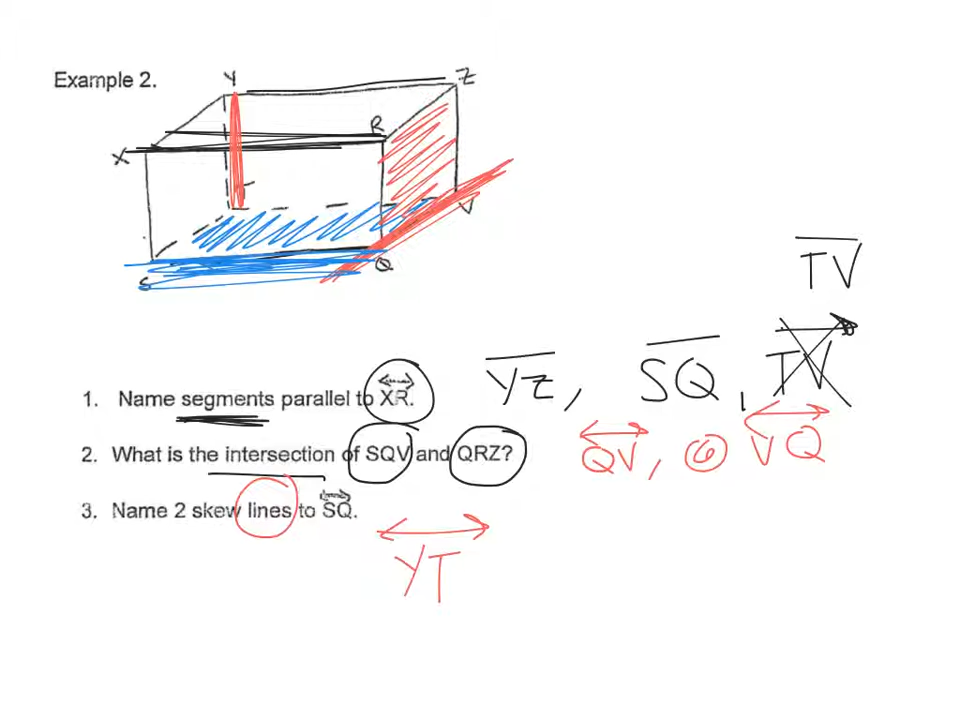 Example 2.
Y
Z
R
X
T
V
Q
S
TV
1. Name segments parallel to XR. YZ, SQ, TV
2. What is the intersection of SQV and QRZ? QV, VQ
3. Name 2 skew lines to SQ.
YT